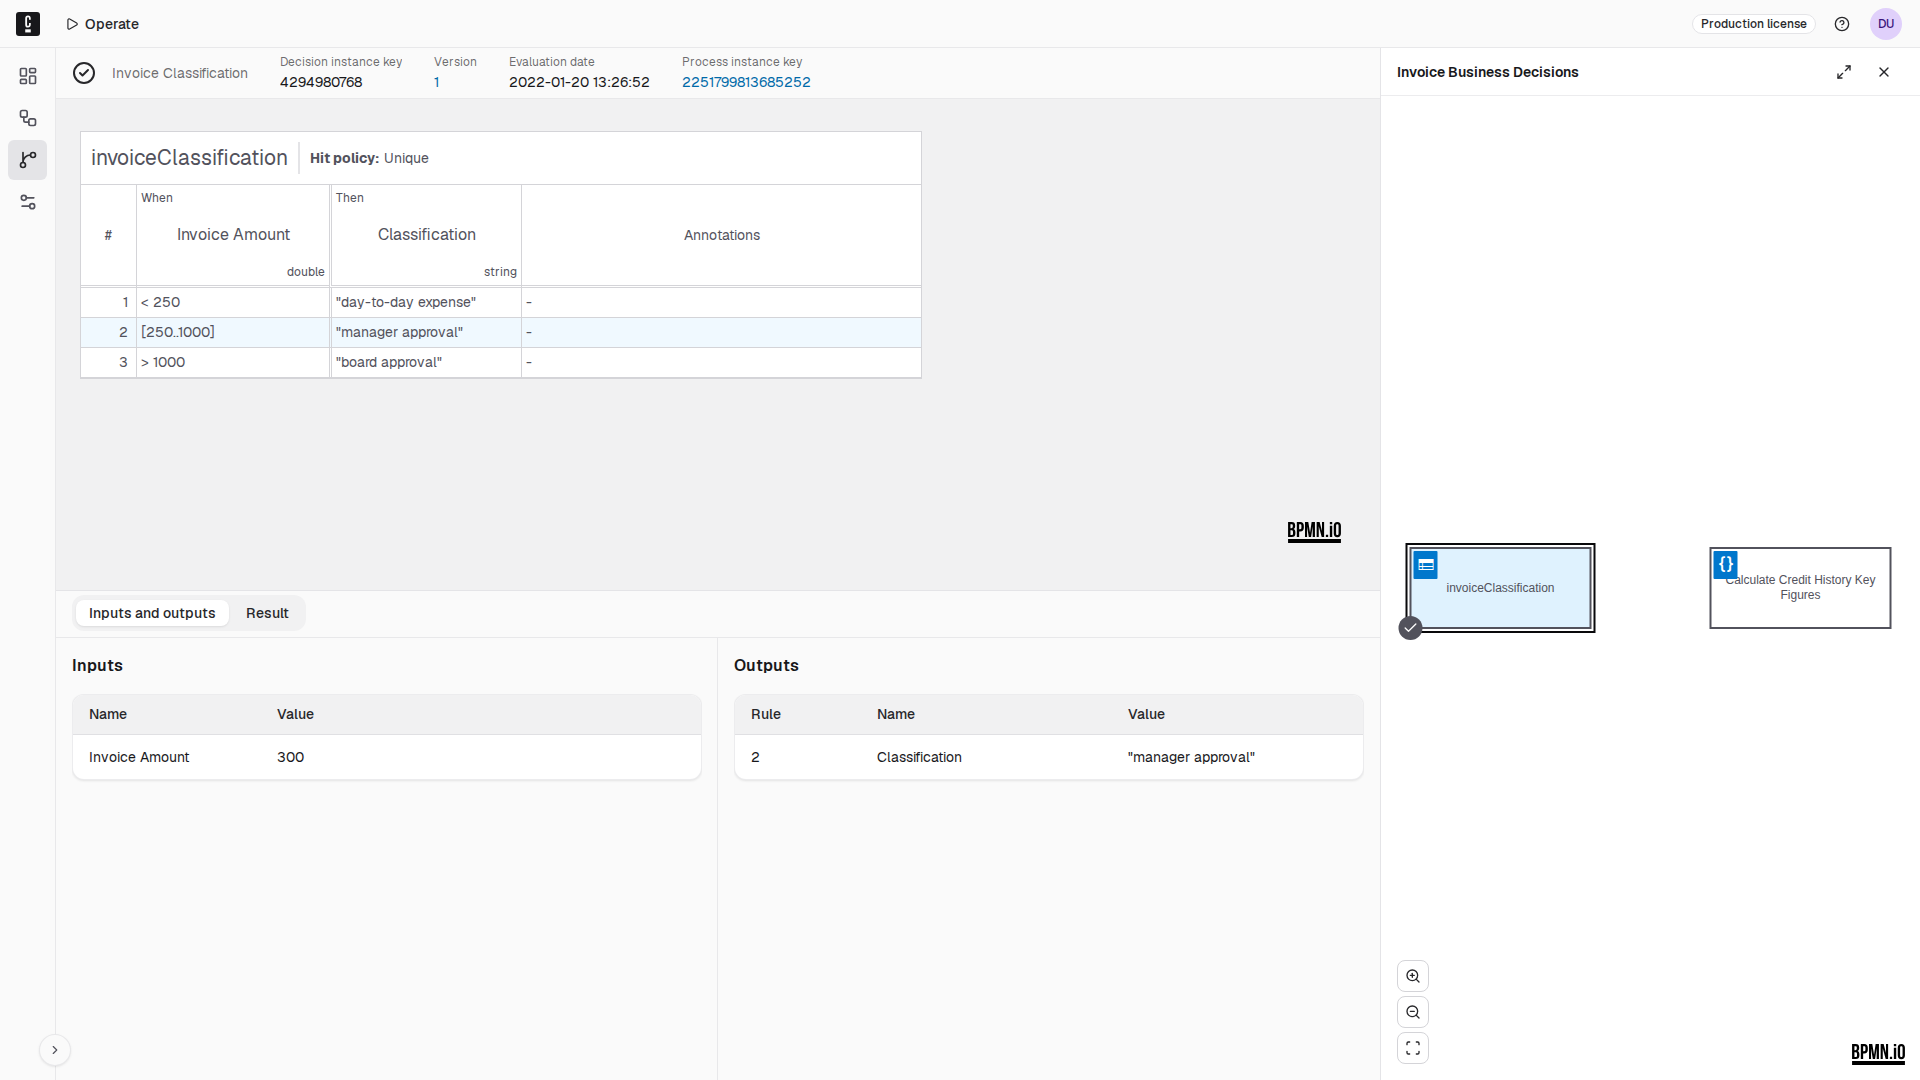 Operate
Production license
DU
Invoice Classification
Decision instance key
4294980768
Version
1
Evaluation date
2022-01-20 13:26:52
Process instance key
2251799813685252
Invoice Business Decisions
invoiceClassification
Hit policy: Unique
#
When
Invoice Amount
double
Then
Classification
string
Annotations
1 < 250 "day-to-day expense" -
2 [250..1000] "manager approval" -
3 > 1000 "board approval" -
BPMN.iO
invoiceClassification
{}
Calculate Credit History Key
Figures
Inputs and outputs
Result
Inputs
Name Value
Invoice Amount 300
Outputs
Rule Name Value
2 Classification "manager approval"
BPMN.iO